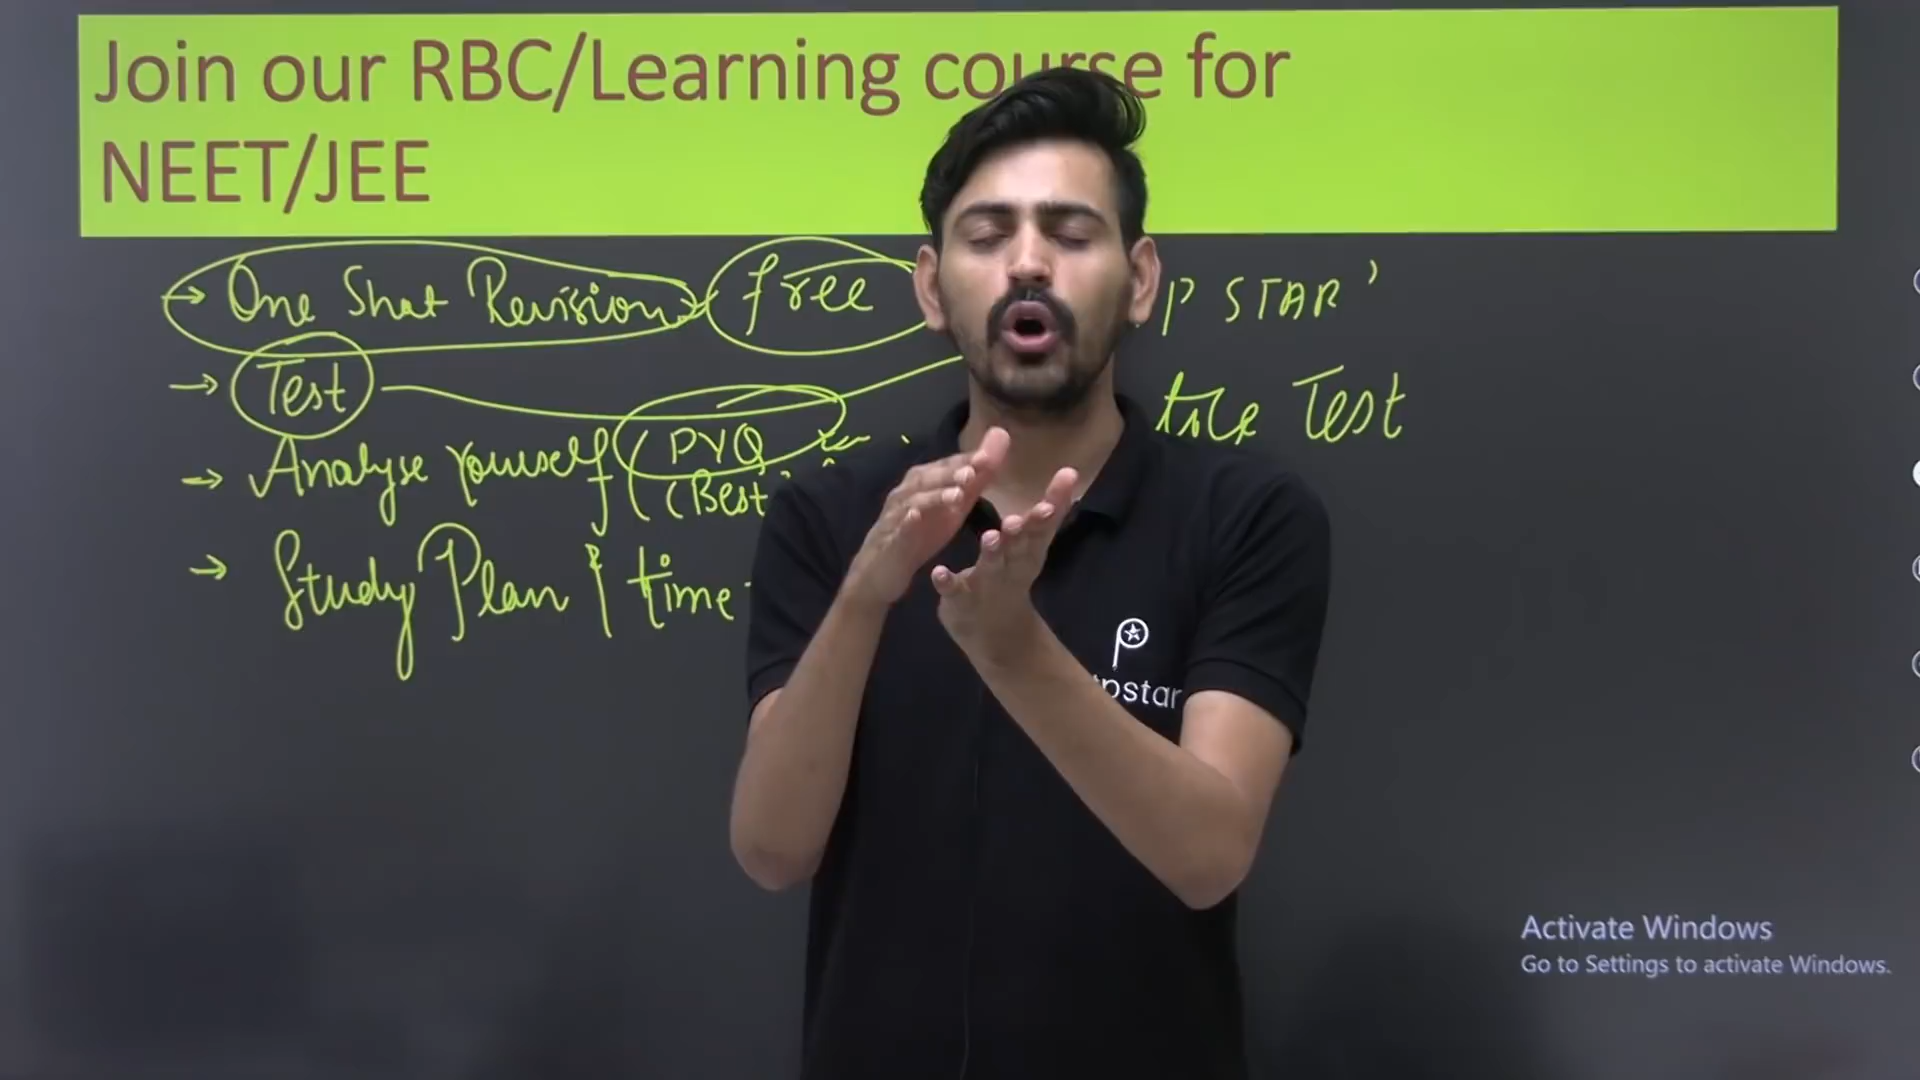 Join our RBC/Learning course for
NEET/JEE
→ One Shot Revision → free P STAR'
→ Test Test
→ Analyse yourself ( PYQ
(Best
→ Study Plan & time
pstar
Activate Windows
Go to Settings to activate Windows.